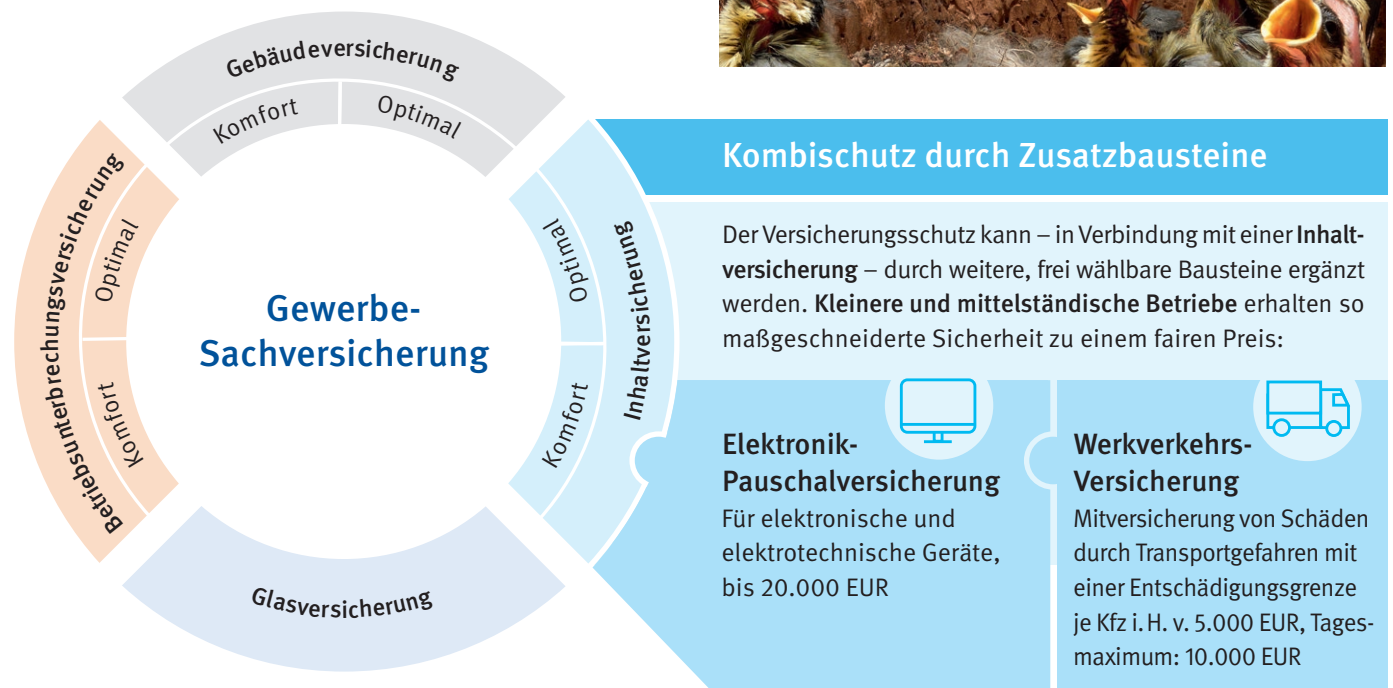 Gebäudeversicherung
Komfort
Optimal
Betriebsunterbrechungsversicherung
Optimal
Komfort
Gewerbe-
Sachversicherung
Optimal
Komfort
Inhaltversicherung
Glasversicherung
Kombischutz durch Zusatzbausteine
Der Versicherungsschutz kann – in Verbindung mit einer Inhalt-
versicherung – durch weitere, frei wählbare Bausteine ergänzt
werden. Kleinere und mittelständische Betriebe erhalten so
maßgeschneiderte Sicherheit zu einem fairen Preis:
Elektronik-
Pauschalversicherung
Für elektronische und
elektrotechnische Geräte,
bis 20.000 EUR
Werkverkehrs-
Versicherung
Mitversicherung von Schäden
durch Transportgefahren mit
einer Entschädigungsgrenze
je Kfz i. H. v. 5.000 EUR, Tages-
maximum: 10.000 EUR